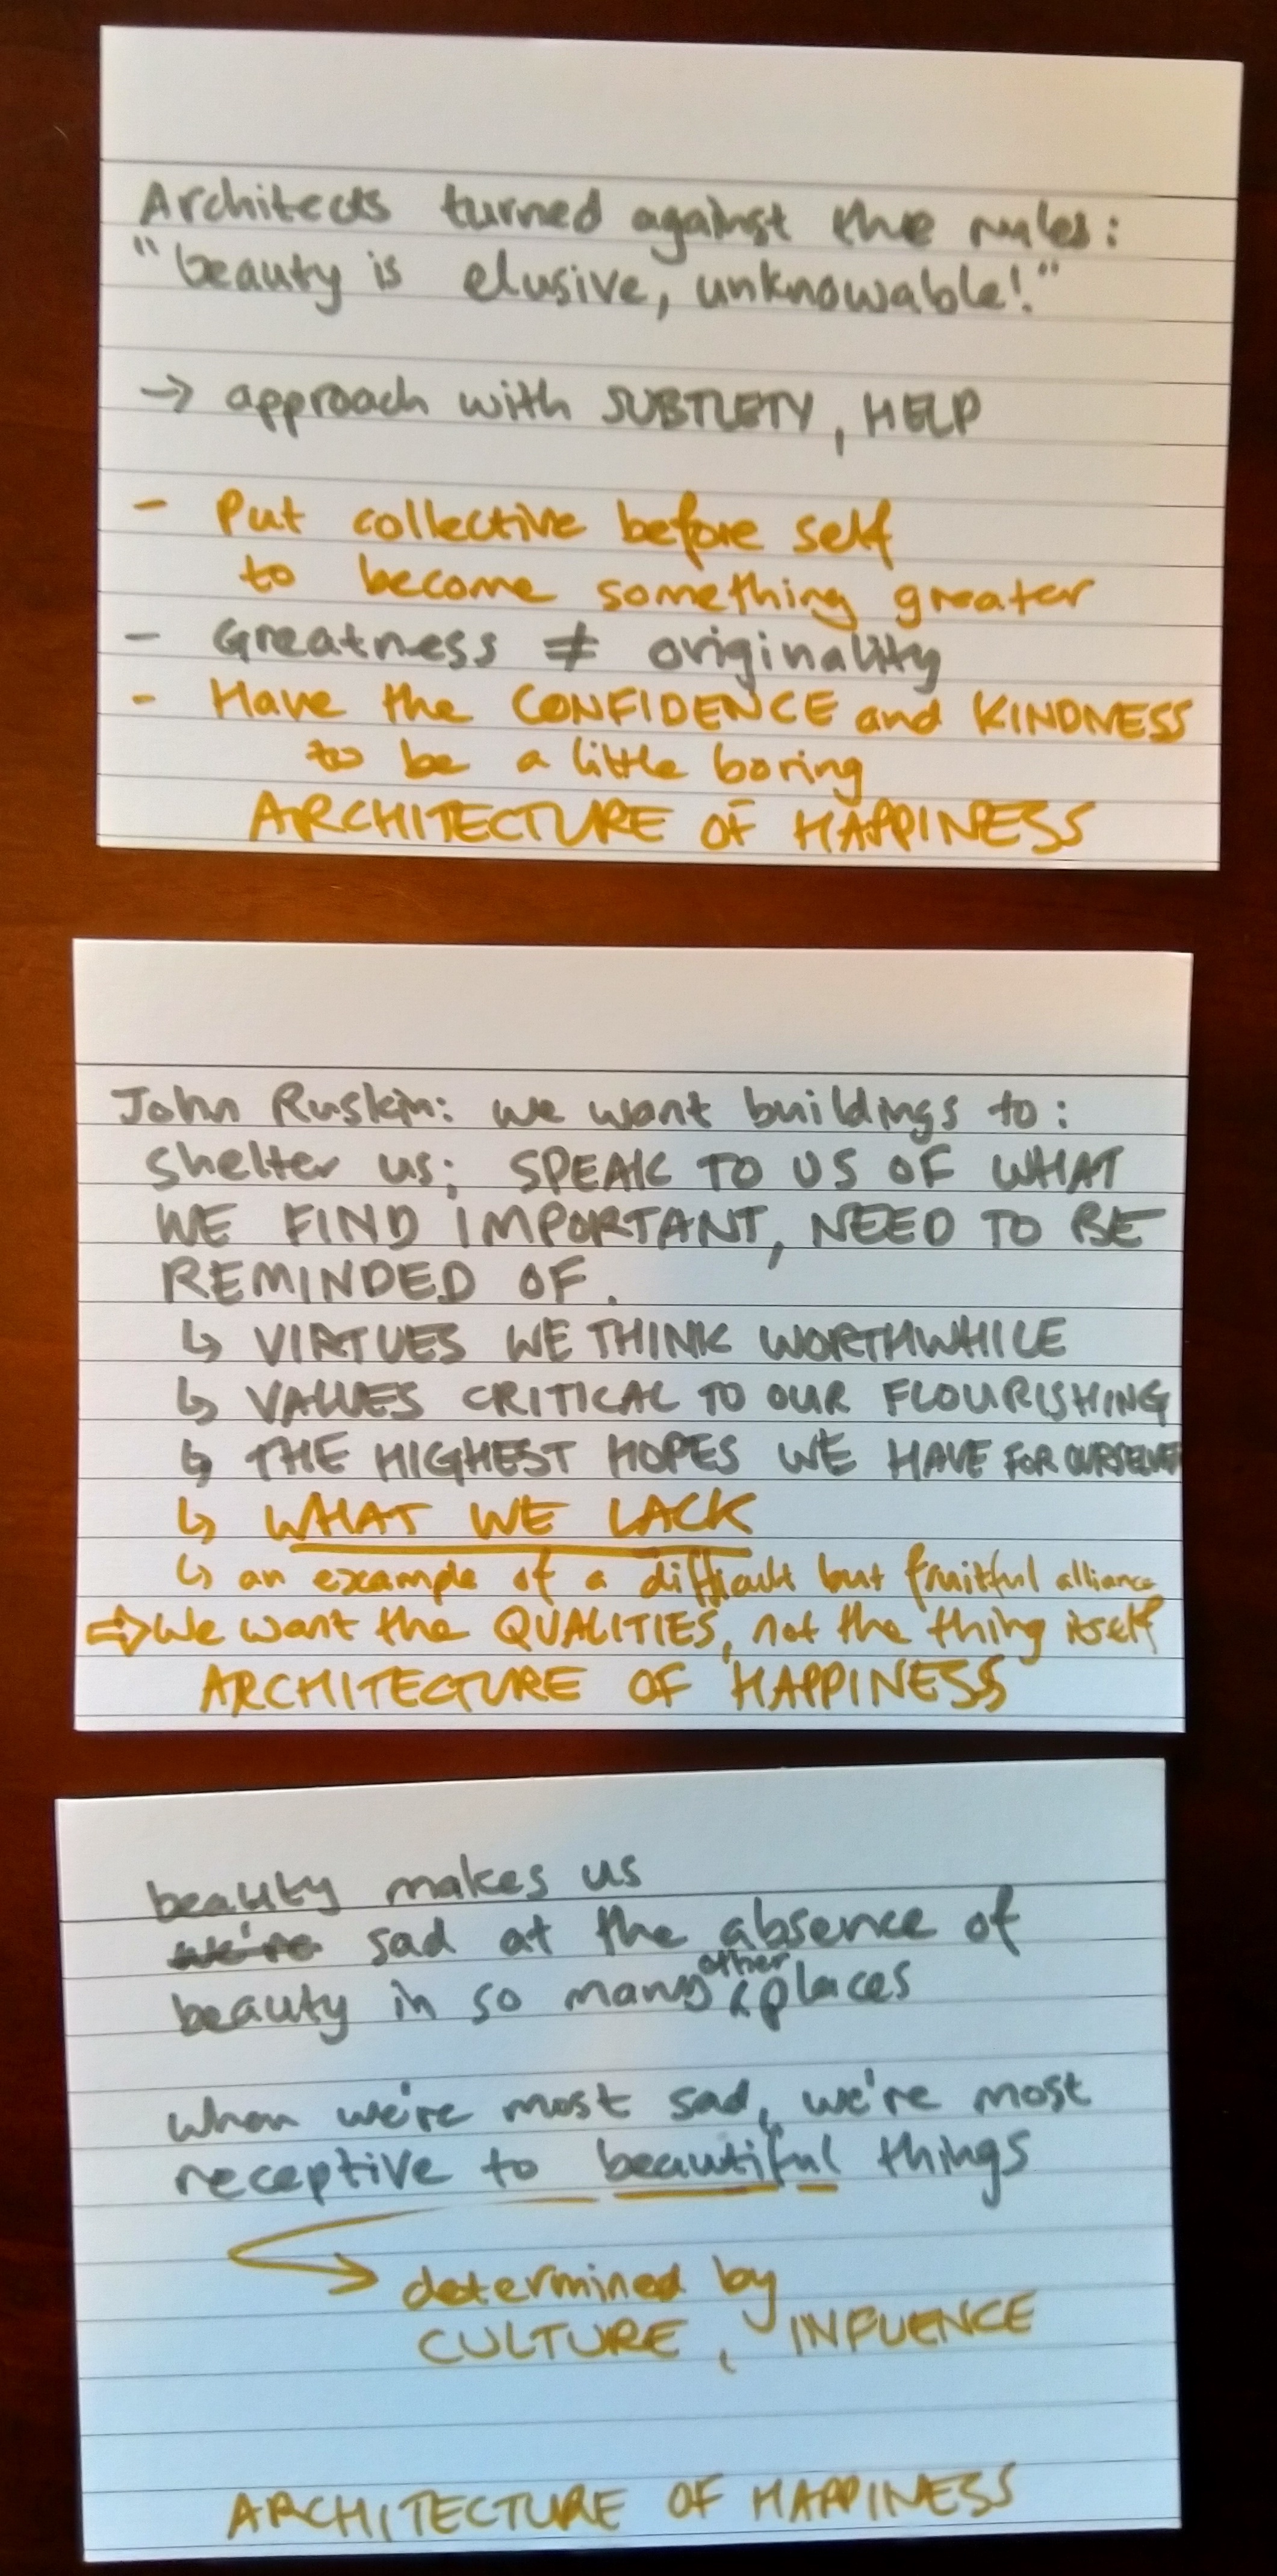 Architects turned against the rules:
"beauty is elusive, unknowable!"
→ approach with SUBTLETY, HELP
- Put collective before self
to become something greater
- Greatness ≠ originality
- Have the CONFIDENCE and KINDNESS
to be a little boring
ARCHITECTURE OF HAPPINESS
John Ruskin: we want buildings to:
shelter us; SPEAK TO US OF WHAT
WE FIND IMPORTANT, NEED TO BE
REMINDED OF.
↳ VIRTUES WE THINK WORTHWHILE
↳ VALUES CRITICAL TO OUR FLOURISHING
↳ THE HIGHEST HOPES WE HAVE FOR OURSELVES
↳ WHAT WE LACK
↳ an example of a difficult but fruitful alliance
⇨ We want the QUALITIES, not the thing itself
ARCHITECTURE OF HAPPINESS
beauty makes us
we're sad at the absence of
beauty in so many other places
when we're most sad, we're most
receptive to beautiful things
determined by
CULTURE, INFLUENCE
ARCHITECTURE OF HAPPINESS